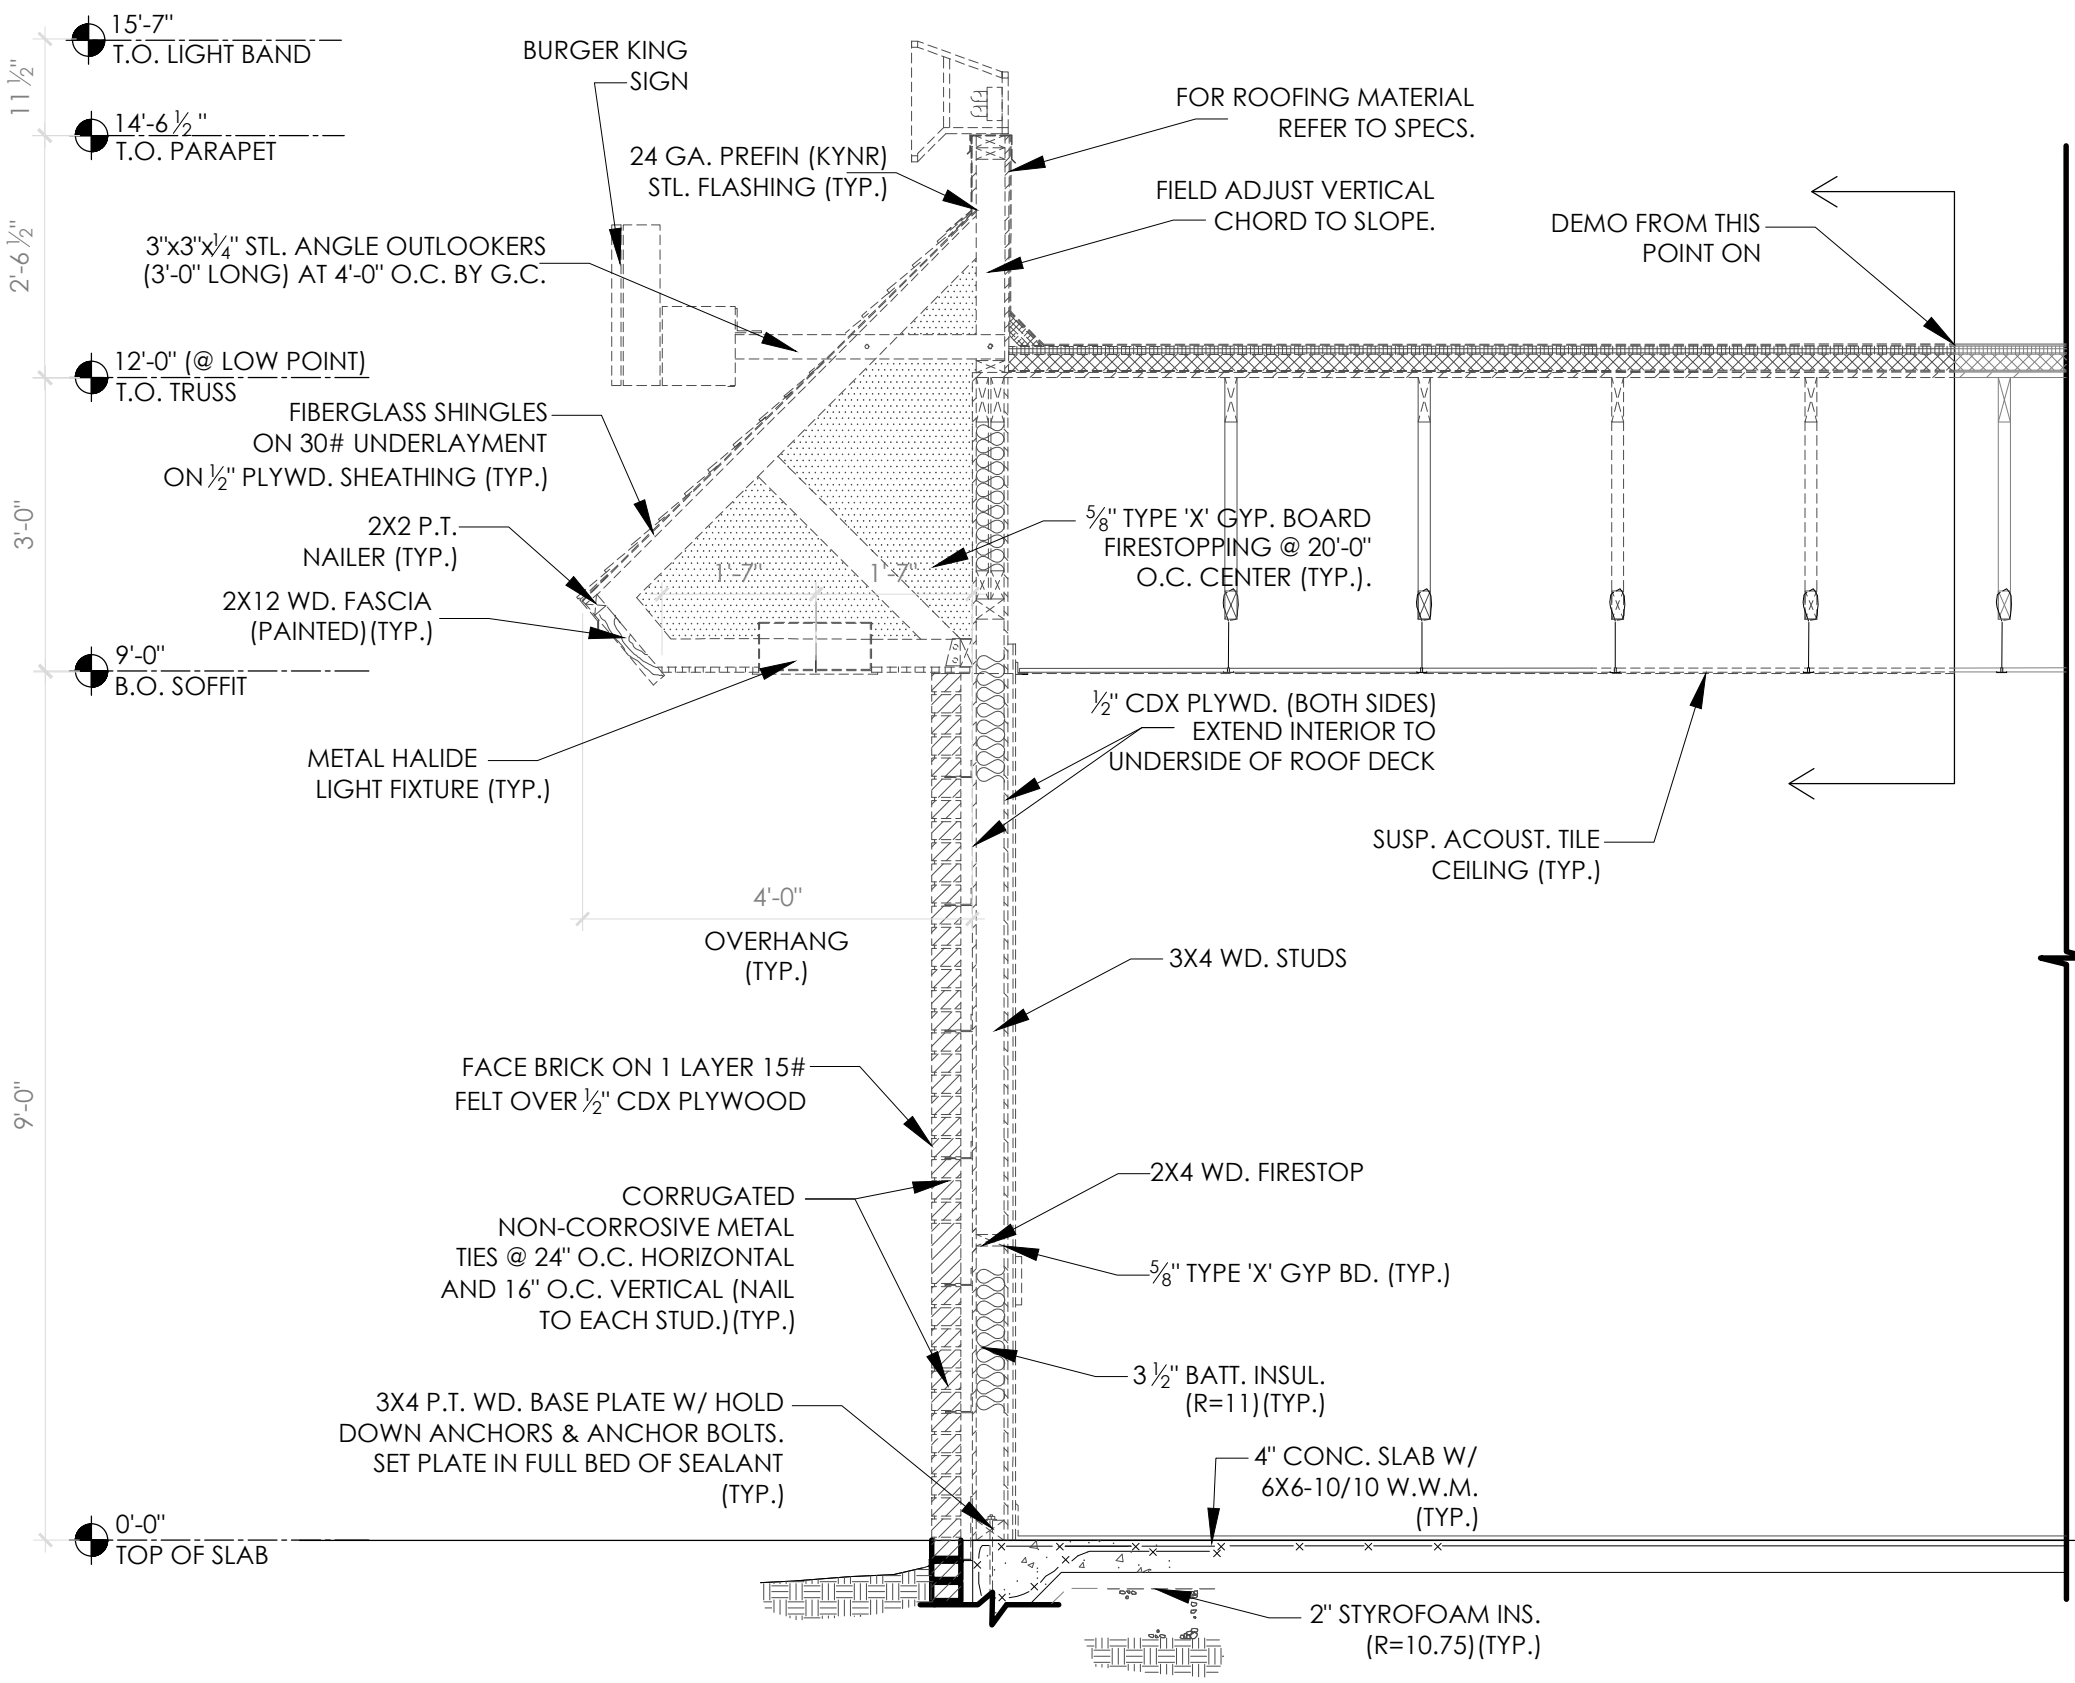 15'-7"
T.O. LIGHT BAND
11 ½"
14'-6 ½ "
T.O. PARAPET
2'-6 ½"
12'-0" (@ LOW POINT)
T.O. TRUSS
3'-0"
9'-0"
B.O. SOFFIT
9'-0"
0'-0"
TOP OF SLAB
BURGER KING
SIGN
24 GA. PREFIN (KYNR)
STL. FLASHING (TYP.)
3"x3"x¼" STL. ANGLE OUTLOOKERS
(3'-0" LONG) AT 4'-0" O.C. BY G.C.
FIBERGLASS SHINGLES
ON 30# UNDERLAYMENT
ON ½" PLYWD. SHEATHING (TYP.)
2X2 P.T.
NAILER (TYP.)
2X12 WD. FASCIA
(PAINTED)(TYP.)
METAL HALIDE
LIGHT FIXTURE (TYP.)
1'-7"
1'-7"
4'-0"
OVERHANG
(TYP.)
FACE BRICK ON 1 LAYER 15#
FELT OVER ½" CDX PLYWOOD
CORRUGATED
NON-CORROSIVE METAL
TIES @ 24" O.C. HORIZONTAL
AND 16" O.C. VERTICAL (NAIL
TO EACH STUD.)(TYP.)
3X4 P.T. WD. BASE PLATE W/ HOLD
DOWN ANCHORS & ANCHOR BOLTS.
SET PLATE IN FULL BED OF SEALANT
(TYP.)
FOR ROOFING MATERIAL
REFER TO SPECS.
FIELD ADJUST VERTICAL
CHORD TO SLOPE.
DEMO FROM THIS
POINT ON
⅝" TYPE 'X' GYP. BOARD
FIRESTOPPING @ 20'-0"
O.C. CENTER (TYP.).
½" CDX PLYWD. (BOTH SIDES)
EXTEND INTERIOR TO
UNDERSIDE OF ROOF DECK
SUSP. ACOUST. TILE
CEILING (TYP.)
3X4 WD. STUDS
2X4 WD. FIRESTOP
⅝" TYPE 'X' GYP BD. (TYP.)
3 ½" BATT. INSUL.
(R=11)(TYP.)
4" CONC. SLAB W/
6X6-10/10 W.W.M.
(TYP.)
2" STYROFOAM INS.
(R=10.75)(TYP.)